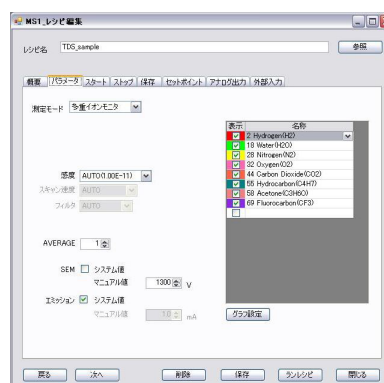 MS1_レシピ編集
レシピ名 TDS_sample 参照
概要 パラメータ スタート ストップ 保存 セットポイント アナログ出力 外部入力
測定モード 多重イオンモニタ
表示 名称
2 Hydrogen(H2)
18 Water(H2O)
28 Nitrogen(N2)
32 Oxygen(O2)
44 Carbon Dioxide(CO2)
55 Hydrocarbon(C4H7)
58 Acetone(C3H6O)
69 Fluorocarbon(CF3)
感度 AUTO(1.00E-11)
スキャン速度 AUTO
フィルタ AUTO
AVERAGE 1
SEM システム値
マニュアル値 1300 V
エミッション システム値
マニュアル値 1.0 mA
グラフ設定
戻る 次へ 削除 保存 ランレシピ 閉じる